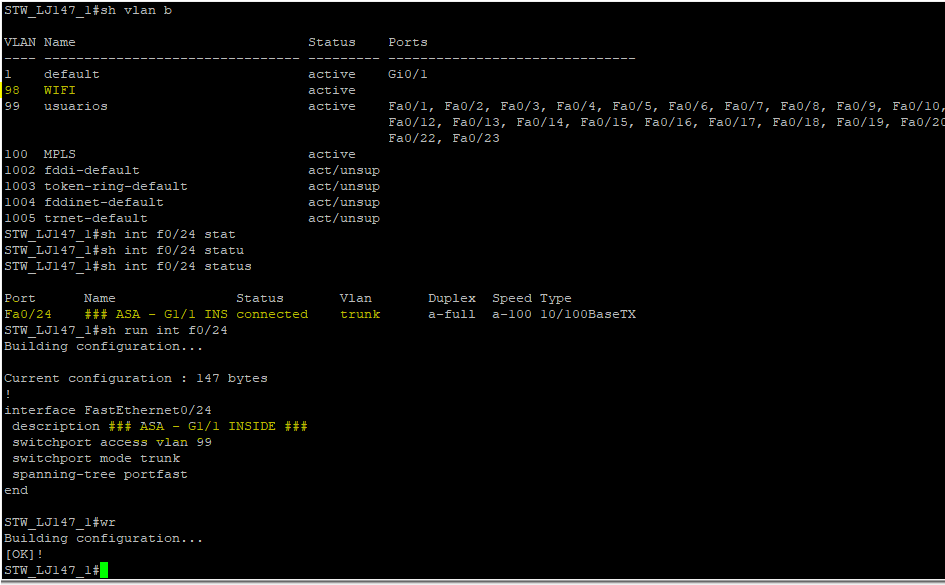 STW_LJ147_1#sh vlan b
VLAN Name                             Status    Ports
---- -------------------------------- --------- -------------------------------
1    default                          active    Gi0/1
98   WIFI                             active
99   usuarios                         active    Fa0/1, Fa0/2, Fa0/3, Fa0/4, Fa0/5, Fa0/6, Fa0/7, Fa0/8, Fa0/9, Fa0/10,
                                                Fa0/12, Fa0/13, Fa0/14, Fa0/15, Fa0/16, Fa0/17, Fa0/18, Fa0/19, Fa0/20
                                                Fa0/22, Fa0/23
100  MPLS                             active
1002 fddi-default                     act/unsup
1003 token-ring-default               act/unsup
1004 fddinet-default                  act/unsup
1005 trnet-default                    act/unsup
STW_LJ147_1#sh int f0/24 stat
STW_LJ147_1#sh int f0/24 statu
STW_LJ147_1#sh int f0/24 status
Port      Name               Status       Vlan       Duplex  Speed Type
Fa0/24    ### ASA - G1/1 INS connected    trunk      a-full  a-100 10/100BaseTX
STW_LJ147_1#sh run int f0/24
Building configuration...
Current configuration : 147 bytes
!
interface FastEthernet0/24
 description ### ASA - G1/1 INSIDE ###
 switchport access vlan 99
 switchport mode trunk
 spanning-tree portfast
end
STW_LJ147_1#wr
Building configuration...
[OK]!
STW_LJ147_1#